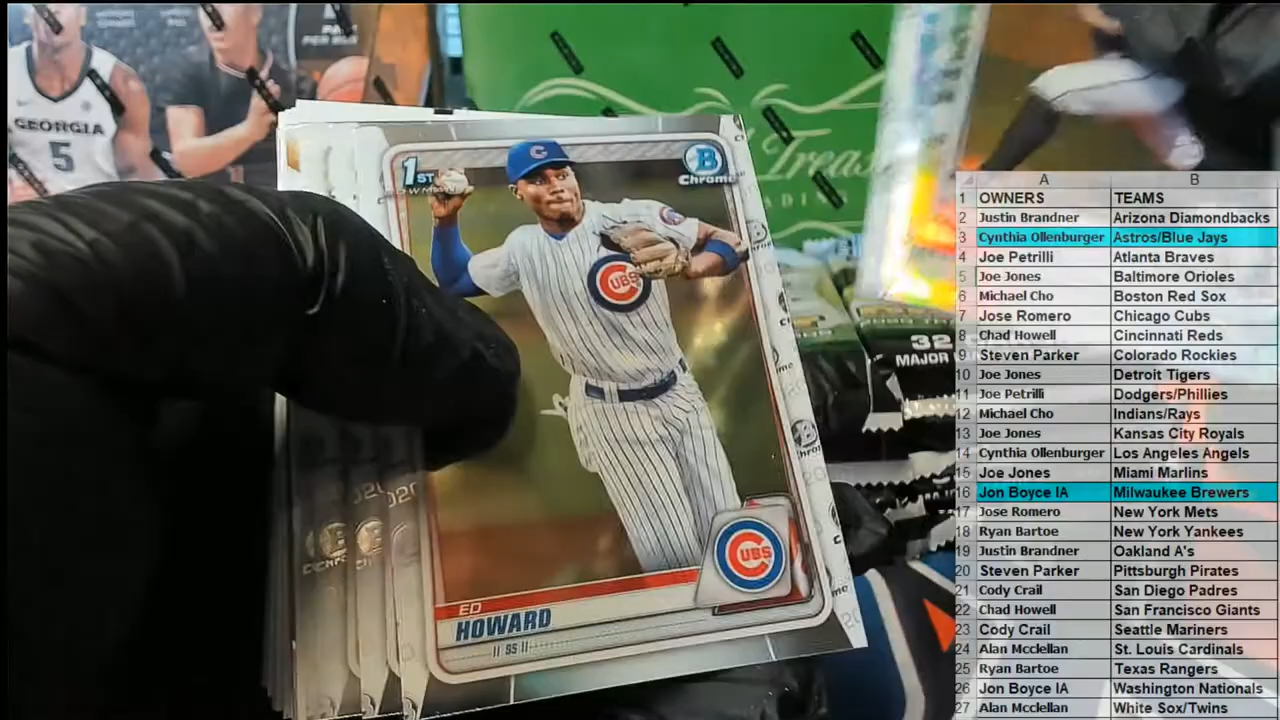 GEORGIA
5
1ST
BOWMAN
B
Chrome
CUBS
CUBS
ED
HOWARD
|| SS ||
Treas
32
MAJOR
A B
1 OWNERS TEAMS
2 Justin Brandner Arizona Diamondbacks
3 Cynthia Ollenburger Astros/Blue Jays
4 Joe Petrilli Atlanta Braves
5 Joe Jones Baltimore Orioles
6 Michael Cho Boston Red Sox
7 Jose Romero Chicago Cubs
8 Chad Howell Cincinnati Reds
9 Steven Parker Colorado Rockies
10 Joe Jones Detroit Tigers
11 Joe Petrilli Dodgers/Phillies
12 Michael Cho Indians/Rays
13 Joe Jones Kansas City Royals
14 Cynthia Ollenburger Los Angeles Angels
15 Joe Jones Miami Marlins
16 Jon Boyce IA Milwaukee Brewers
17 Jose Romero New York Mets
18 Ryan Bartoe New York Yankees
19 Justin Brandner Oakland A's
20 Steven Parker Pittsburgh Pirates
21 Cody Crail San Diego Padres
22 Chad Howell San Francisco Giants
23 Cody Crail Seattle Mariners
24 Alan Mcclellan St. Louis Cardinals
25 Ryan Bartoe Texas Rangers
26 Jon Boyce IA Washington Nationals
27 Alan Mcclellan White Sox/Twins